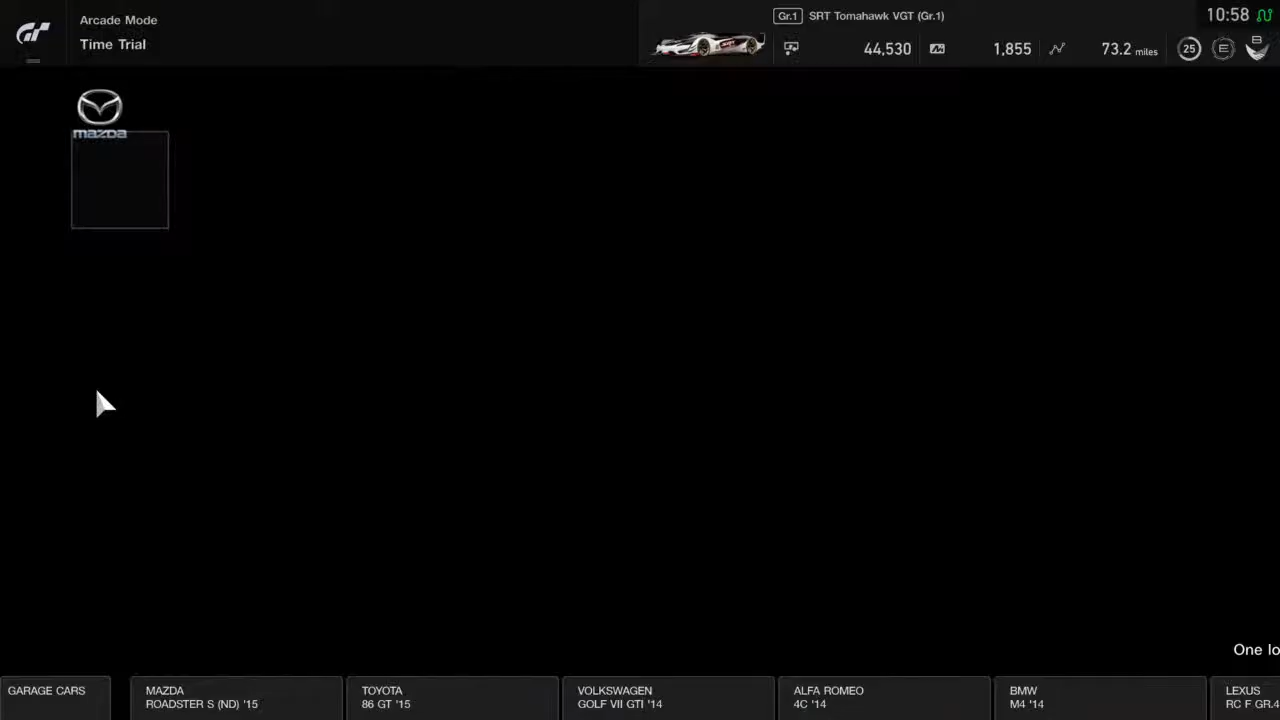 Arcade Mode
Time Trial
Gr.1 SRT Tomahawk VGT (Gr.1)
44,530
1,855
73.2 miles
25
E
B
10:58
mazda
One lo
GARAGE CARS
MAZDA
ROADSTER S (ND) '15
TOYOTA
86 GT '15
VOLKSWAGEN
GOLF VII GTI '14
ALFA ROMEO
4C '14
BMW
M4 '14
LEXUS
RC F GR.4